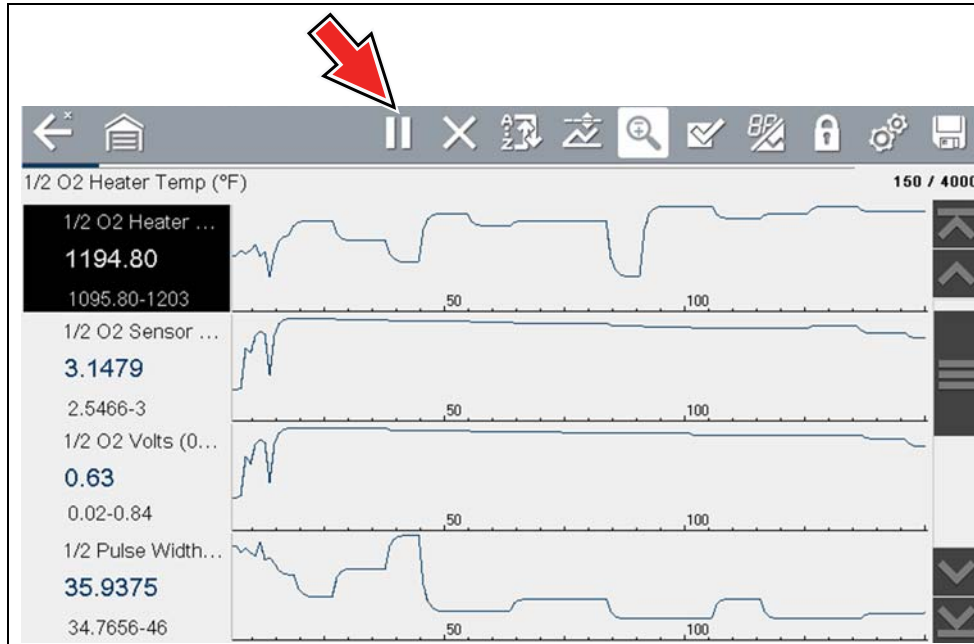 1/2 O2 Heater Temp (°F)
150 / 4000
1/2 O2 Heater ...
1194.80
1095.80-1203
50
100
1/2 O2 Sensor ...
3.1479
2.5466-3
50
100
1/2 O2 Volts (0...
0.63
0.02-0.84
50
100
1/2 Pulse Width...
35.9375
34.7656-46
50
100